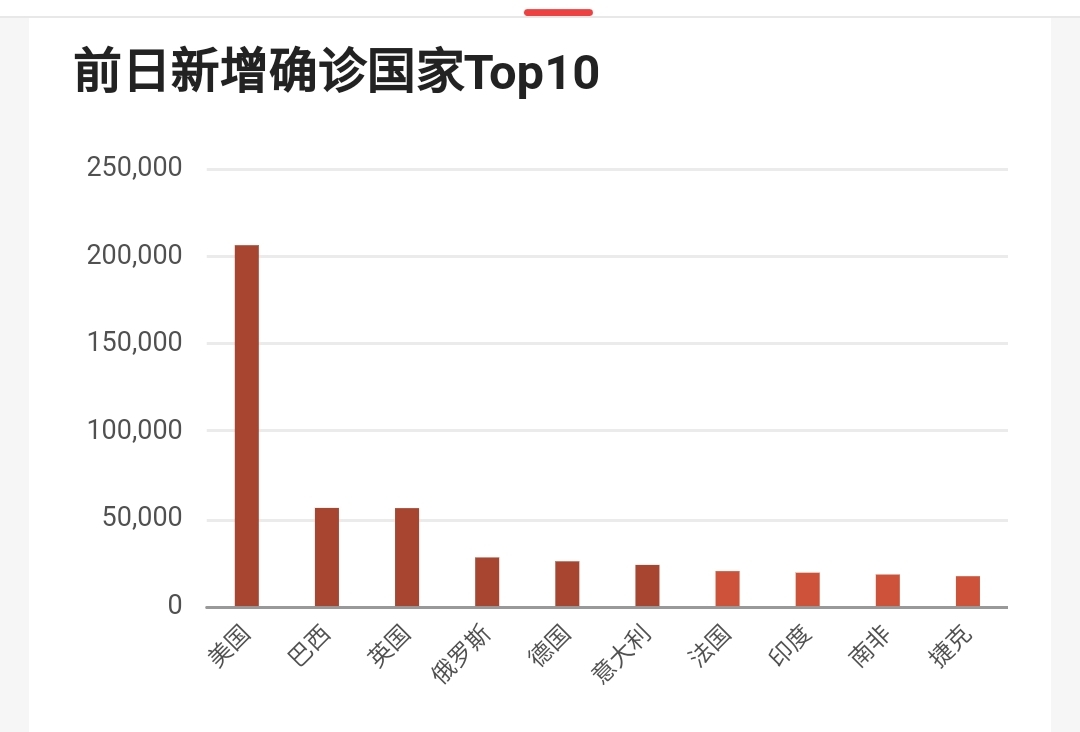 前日新增确诊国家Top10
250,000
200,000
150,000
100,000
50,000
0
美国
巴西
英国
俄罗斯
德国
意大利
法国
印度
南非
捷克